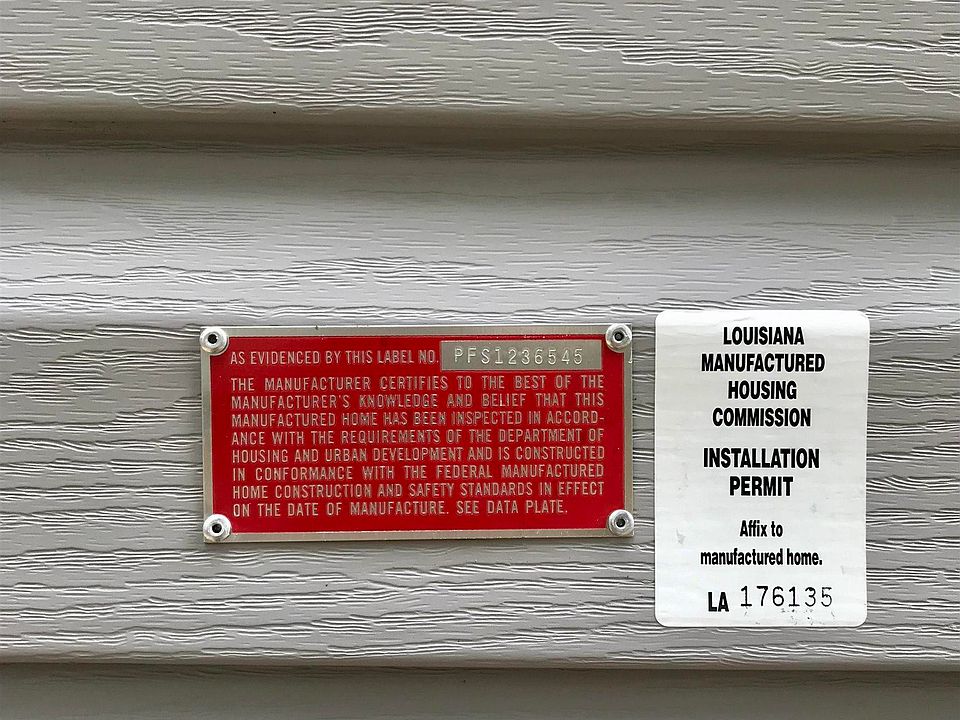 AS EVIDENCED BY THIS LABEL NO. PFS1236545
THE MANUFACTURER CERTIFIES TO THE BEST OF THE
MANUFACTURER'S KNOWLEDGE AND BELIEF THAT THIS
MANUFACTURED HOME HAS BEEN INSPECTED IN ACCORD-
ANCE WITH THE REQUIREMENTS OF THE DEPARTMENT OF
HOUSING AND URBAN DEVELOPMENT AND IS CONSTRUCTED
IN CONFORMANCE WITH THE FEDERAL MANUFACTURED
HOME CONSTRUCTION AND SAFETY STANDARDS IN EFFECT
ON THE DATE OF MANUFACTURE. SEE DATA PLATE.
LOUISIANA
MANUFACTURED
HOUSING
COMMISSION
INSTALLATION
PERMIT
Affix to
manufactured home.
LA 176135